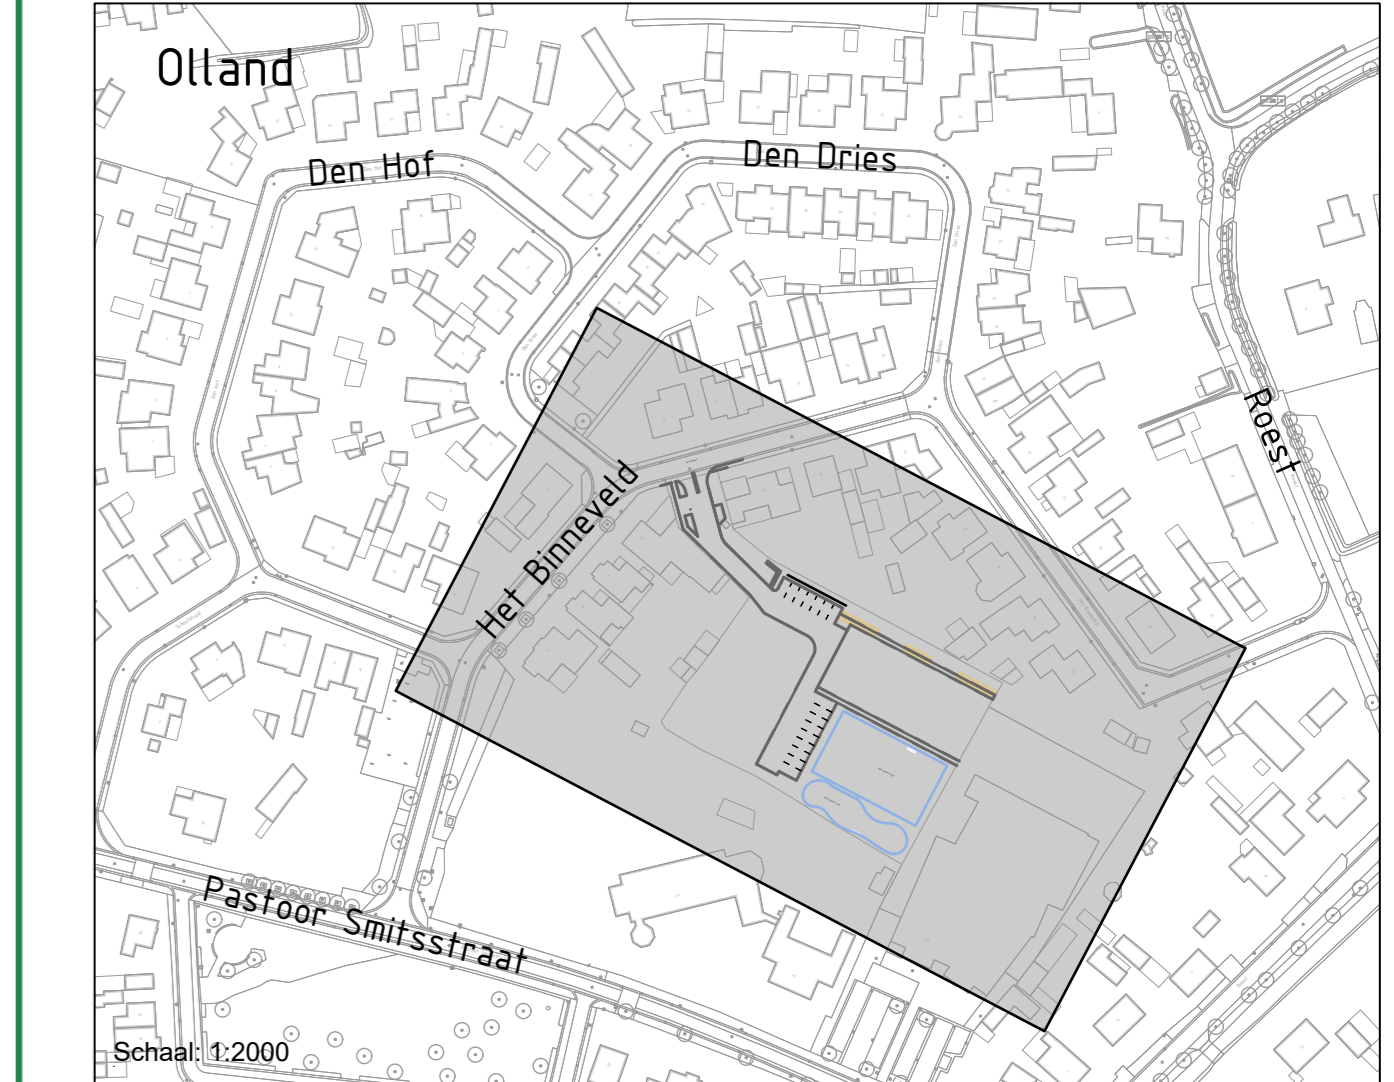 Olland
Den Hof
Den Dries
Roest
Het Binneveld
Pastoor Smitsstraat
Schaal: 1:2000